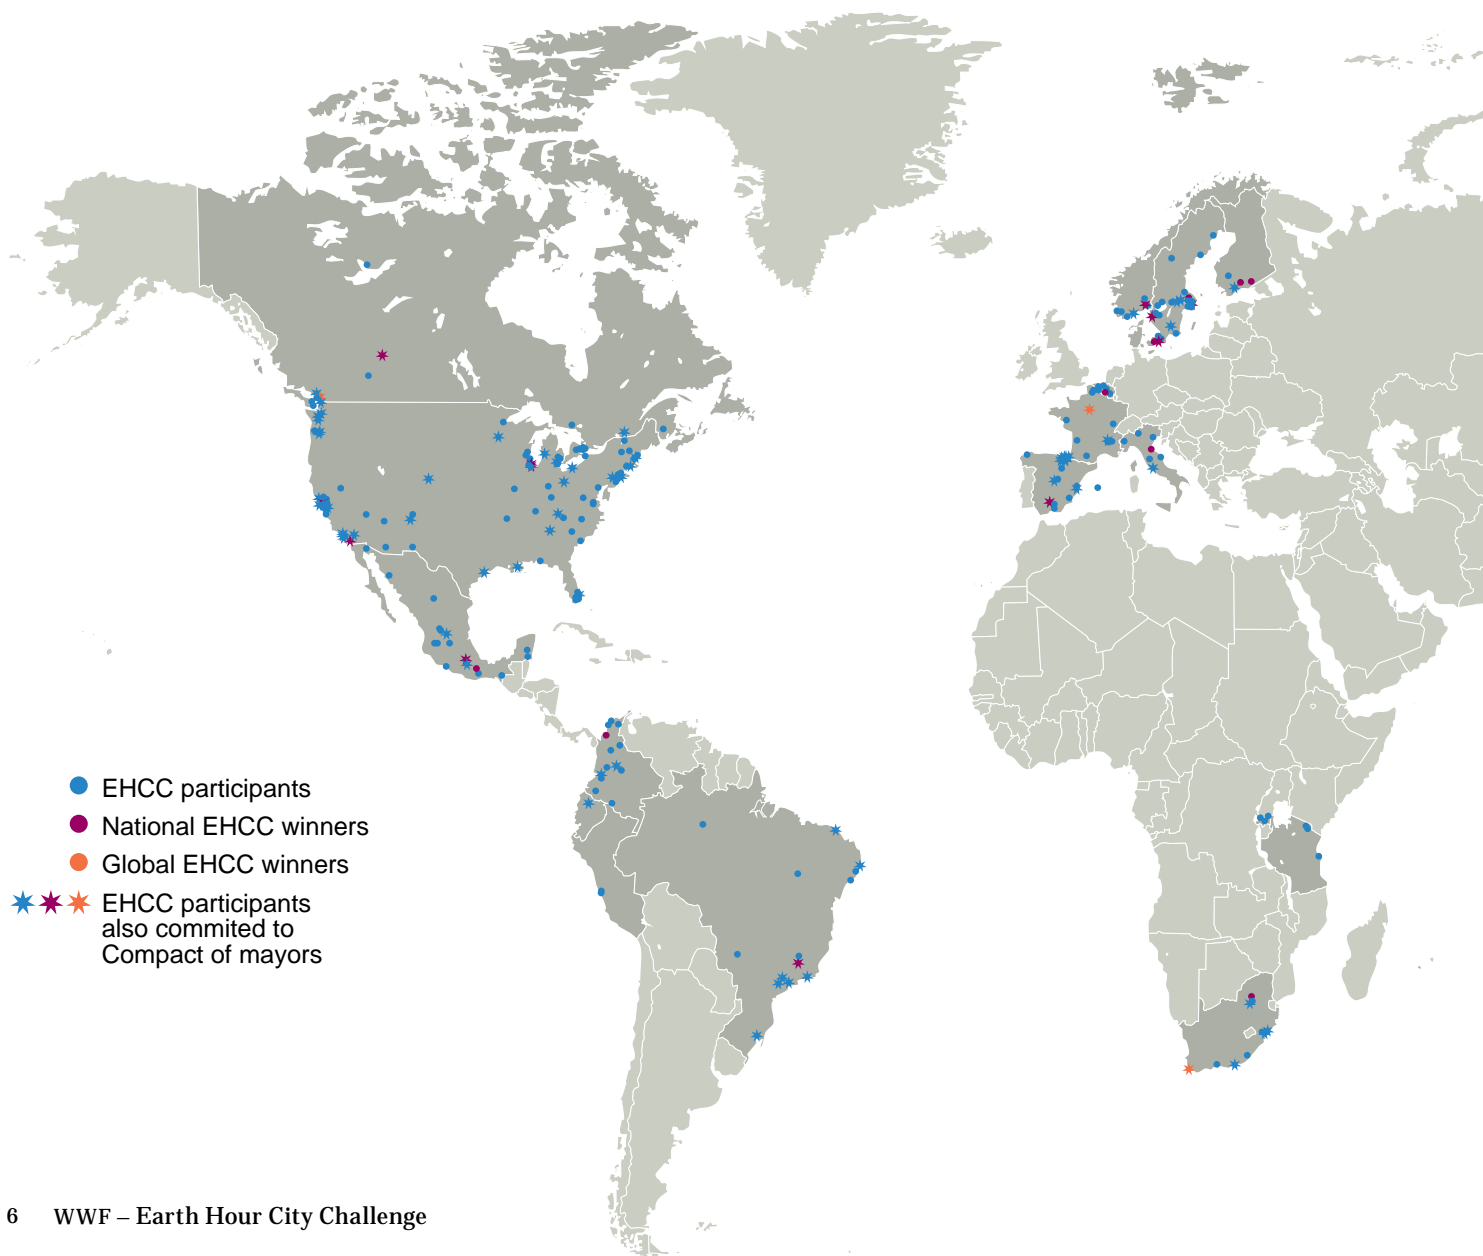 EHCC participants
National EHCC winners
Global EHCC winners
EHCC participants
also commited to
Compact of mayors
6 WWF – Earth Hour City Challenge